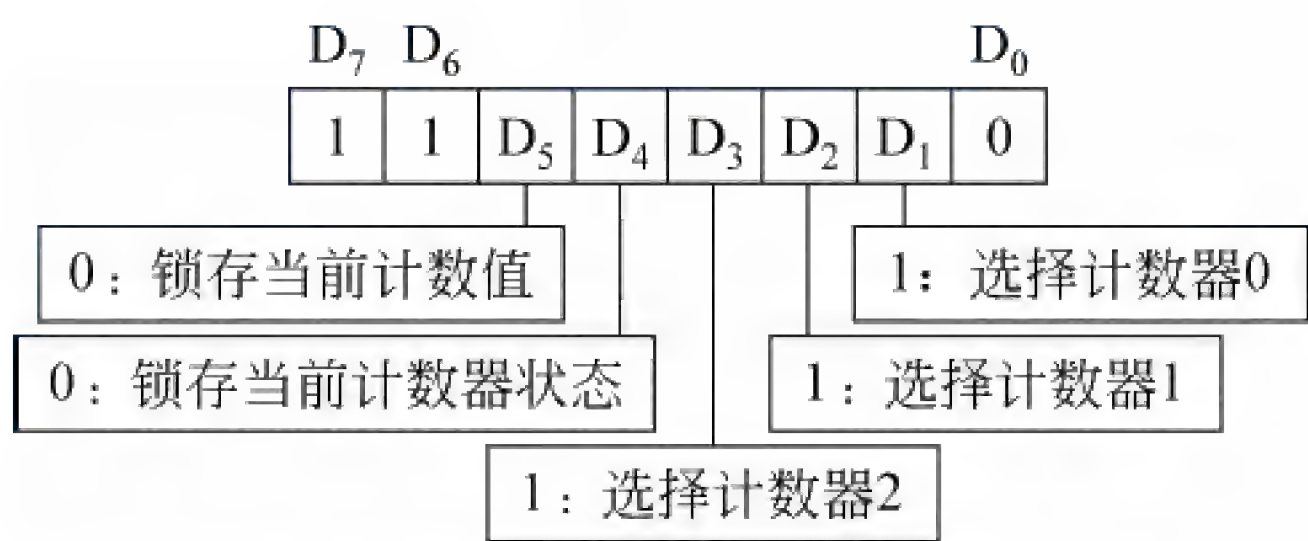 D₇ D₆ D₀
1 1 D₅ D₄ D₃ D₂ D₁ 0
0：锁存当前计数值
1：选择计数器0
0：锁存当前计数器状态
1：选择计数器1
1：选择计数器2